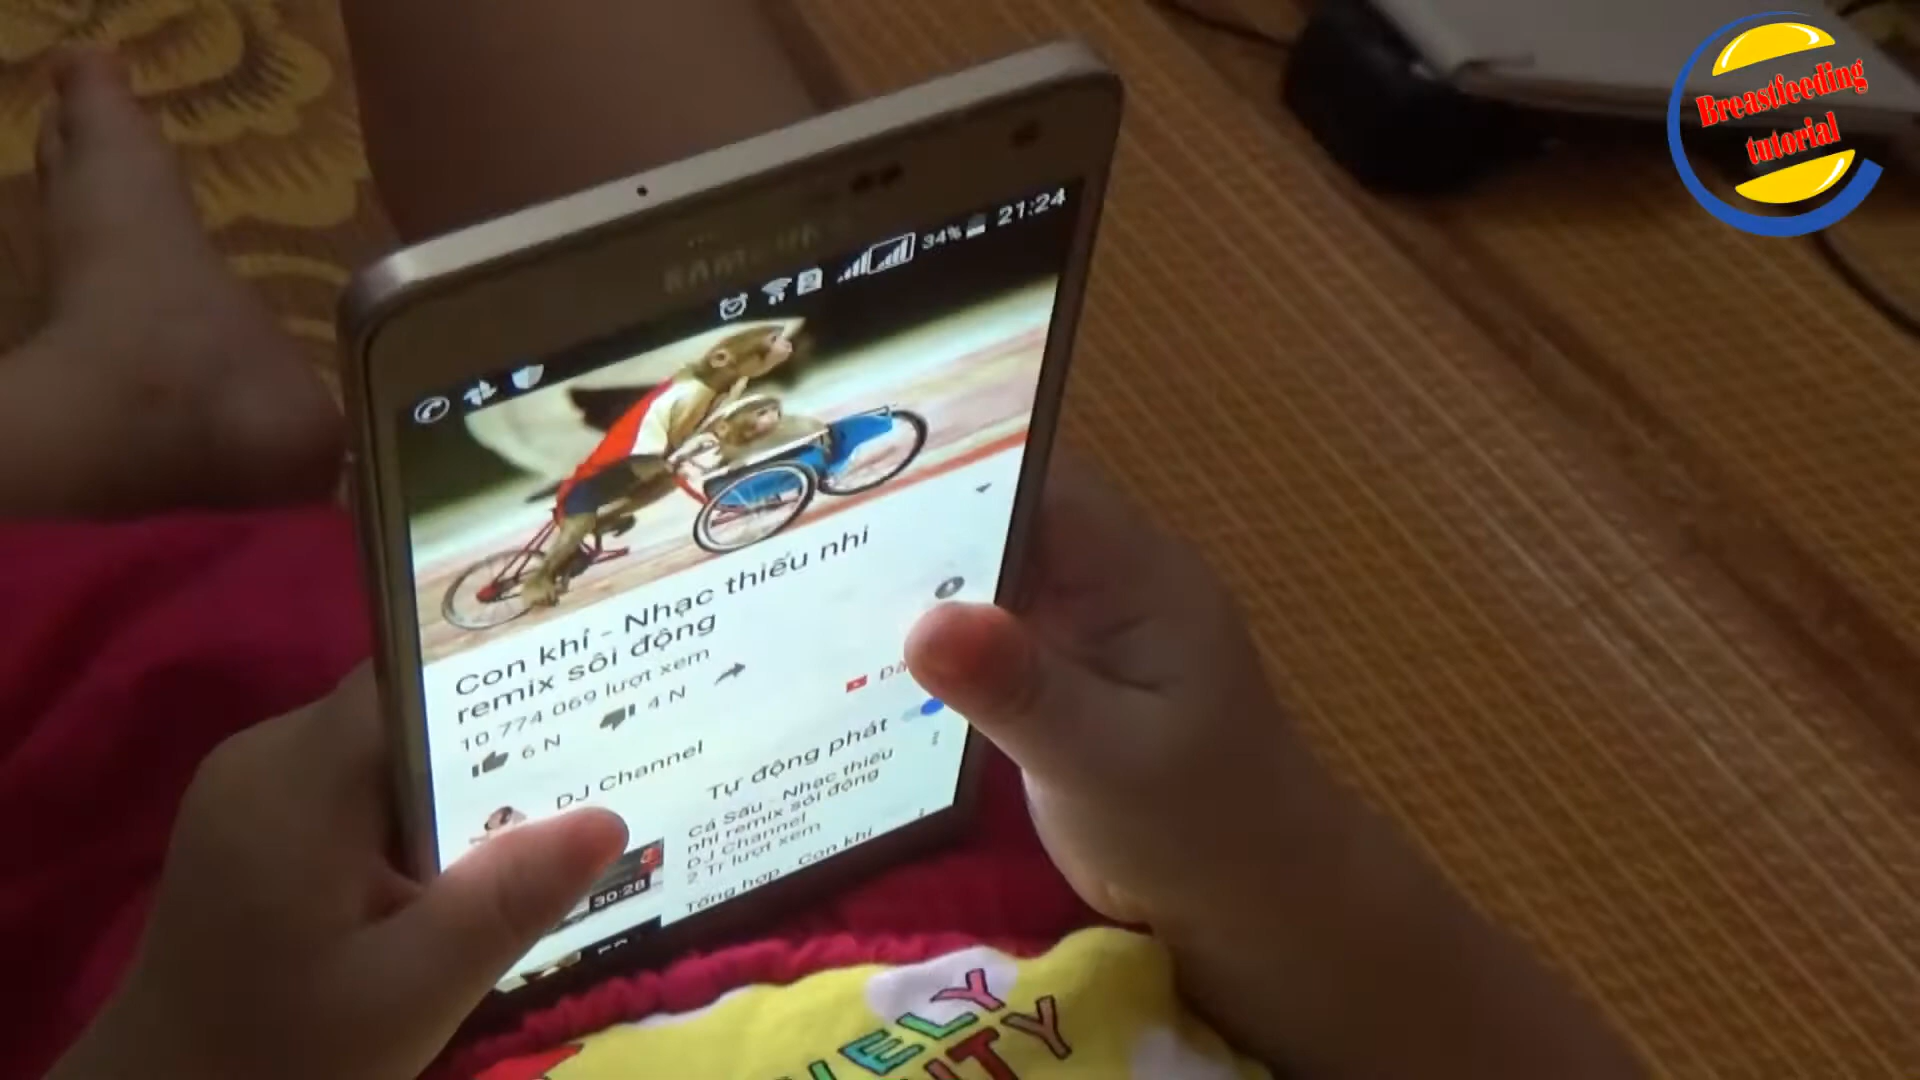 Breastfeeding
tutorial
34% 21:24
Con khỉ - Nhạc thiếu nhi
remix sôi động
10 774 069 lượt xem
6 N 4 N
DJ Channel
Tự động phát
Cá Sấu - Nhạc thiếu
nhi remix sôi động
DJ Channel
2 Tr lượt xem
30:28
Tổng hợp Con khỉ